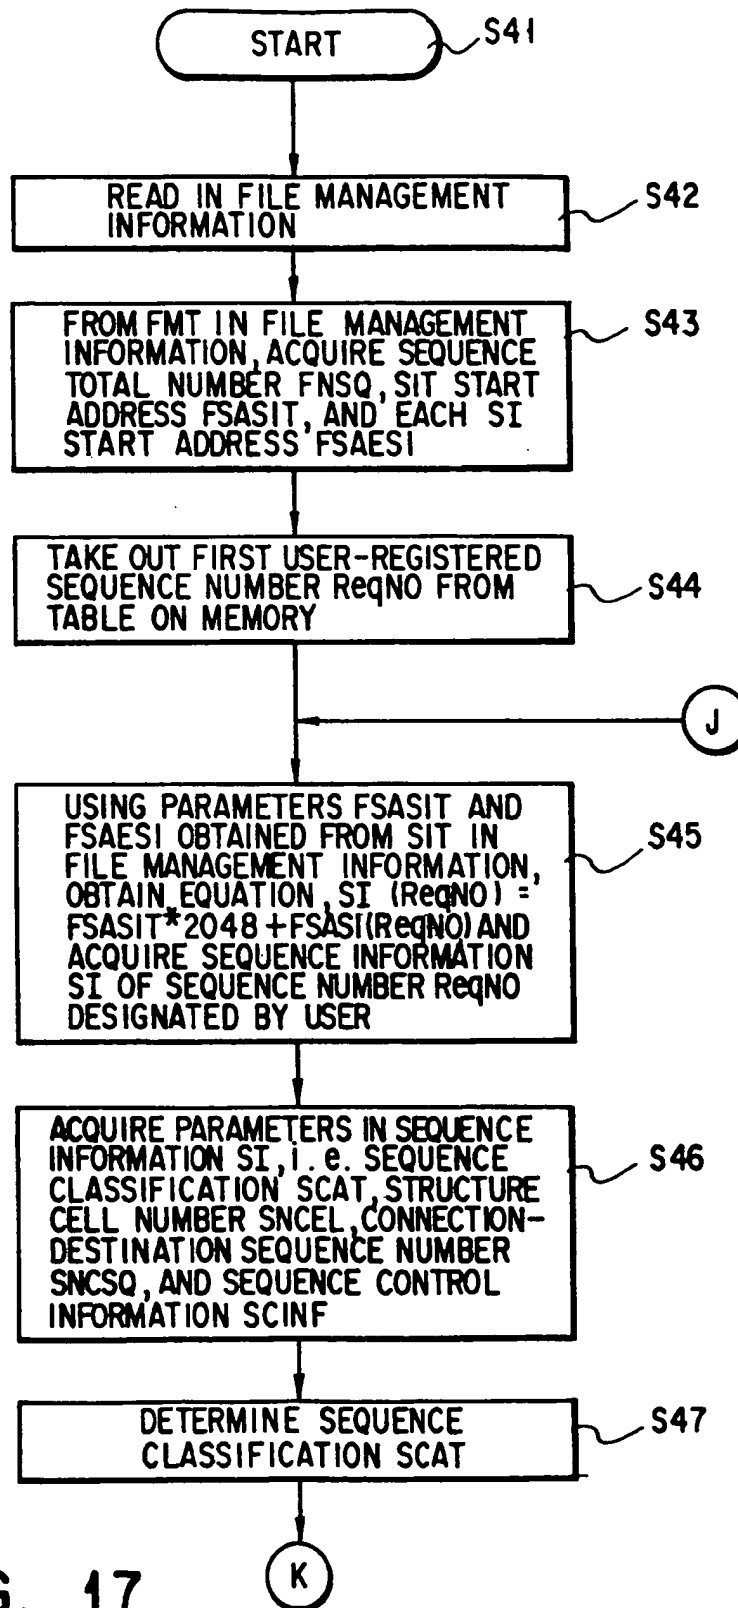 START
S41
READ IN FILE MANAGEMENT
INFORMATION
S42
FROM FMT IN FILE MANAGEMENT
INFORMATION, ACQUIRE SEQUENCE
TOTAL NUMBER FNSQ, SIT START
ADDRESS FSASIT, AND EACH SI
START ADDRESS FSAESI
S43
TAKE OUT FIRST USER-REGISTERED
SEQUENCE NUMBER ReqNO FROM
TABLE ON MEMORY
S44
J
USING PARAMETERS FSASIT AND
FSAESI OBTAINED FROM SIT IN
FILE MANAGEMENT INFORMATION,
OBTAIN EQUATION, SI (ReqNO) =
FSASIT*2048+FSASI(ReqNO) AND
ACQUIRE SEQUENCE INFORMATION
SI OF SEQUENCE NUMBER ReqNO
DESIGNATED BY USER
S45
ACQUIRE PARAMETERS IN SEQUENCE
INFORMATION SI, i.e. SEQUENCE
CLASSIFICATION SCAT, STRUCTURE
CELL NUMBER SNCEL, CONNECTION-
DESTINATION SEQUENCE NUMBER
SNCSQ, AND SEQUENCE CONTROL
INFORMATION SCINF
S46
DETERMINE SEQUENCE
CLASSIFICATION SCAT
S47
K
G. 17